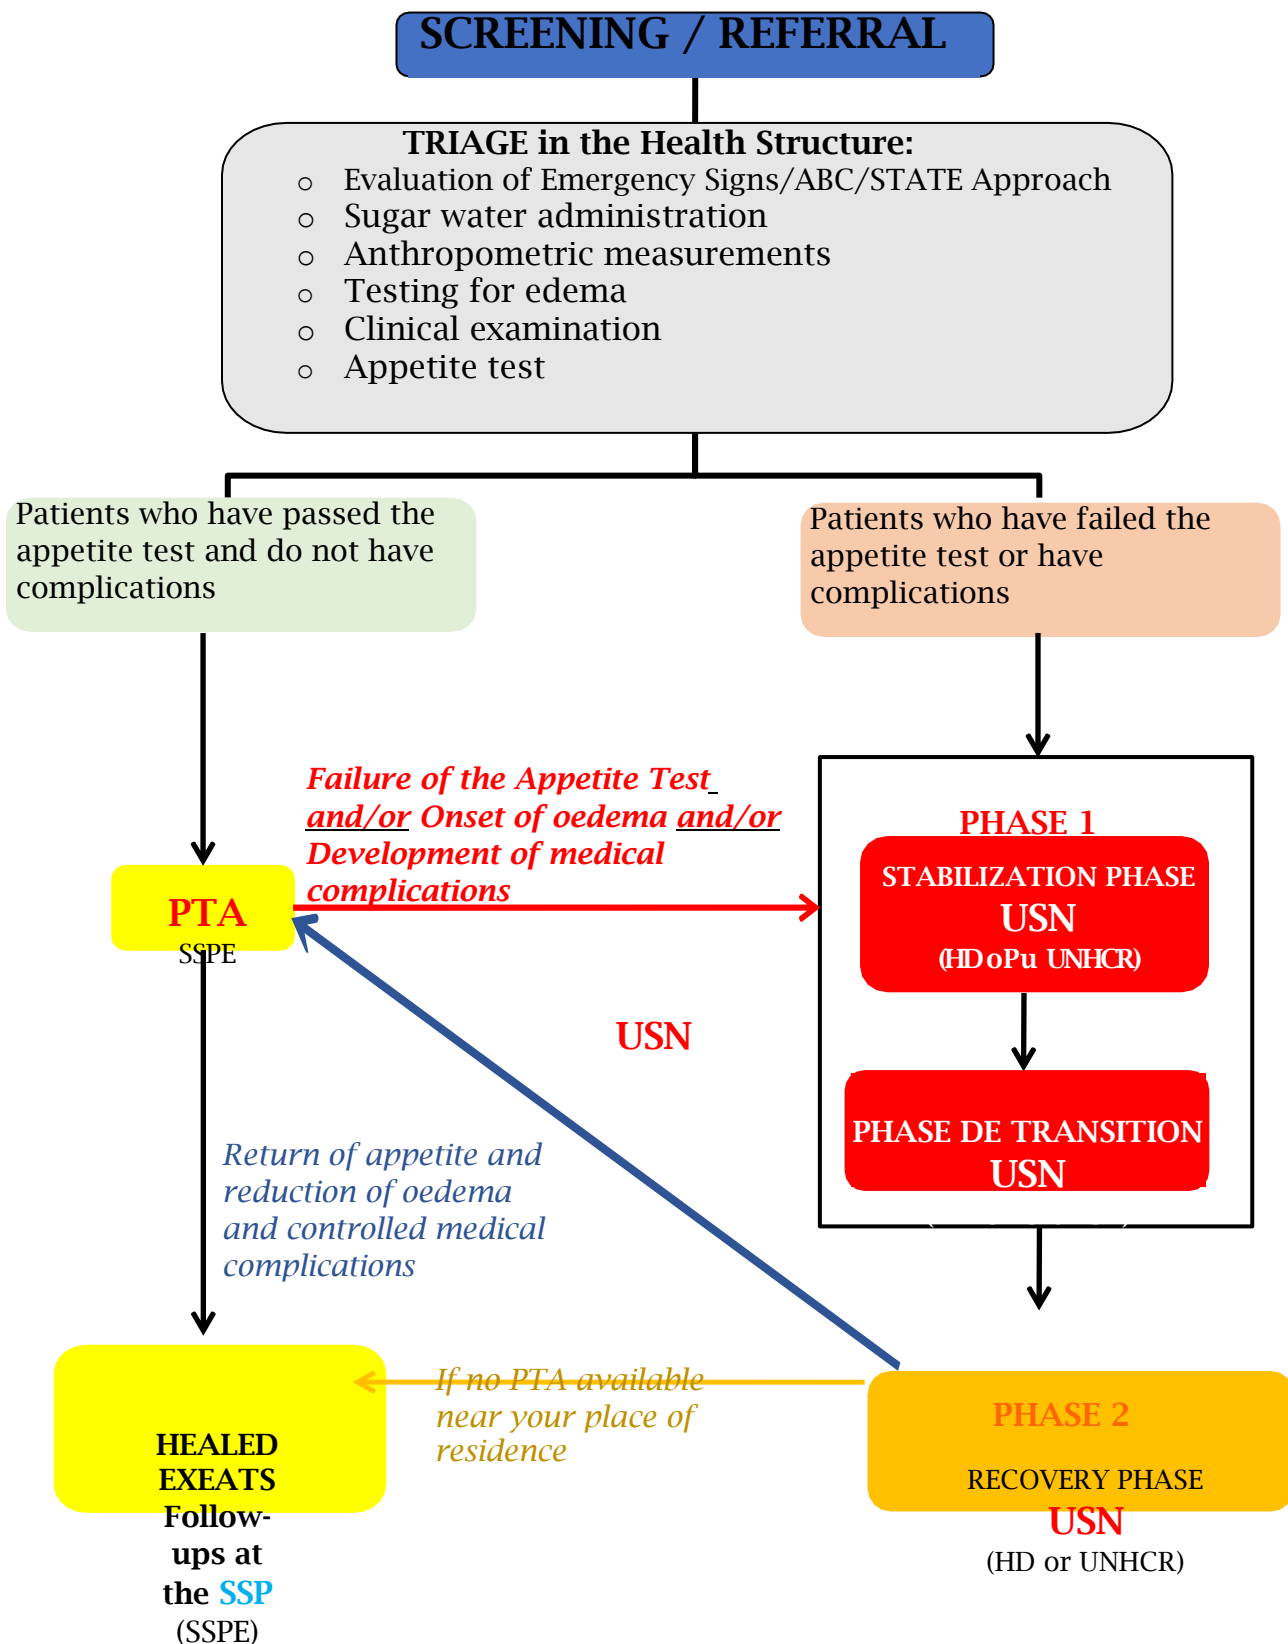 SCREENING / REFERRAL
TRIAGE in the Health Structure:
o Evaluation of Emergency Signs/ABC/STATE Approach
o Sugar water administration
o Anthropometric measurements
o Testing for edema
o Clinical examination
o Appetite test
Patients who have passed the
appetite test and do not have
complications
Patients who have failed the
appetite test or have
complications
Failure of the Appetite Test
and/or Onset of oedema and/or
Development of medical
complications
PHASE 1
STABILIZATION PHASE
USN
(HDoPu UNHCR)
PTA
SSPE
USN
PHASE DE TRANSITION
USN
Return of appetite and
reduction of oedema
and controlled medical
complications
If no PTA available
near your place of
residence
HEALED
EXEATS
Follow-
ups at
the SSP
(SSPE)
PHASE 2
RECOVERY PHASE
USN
(HD or UNHCR)